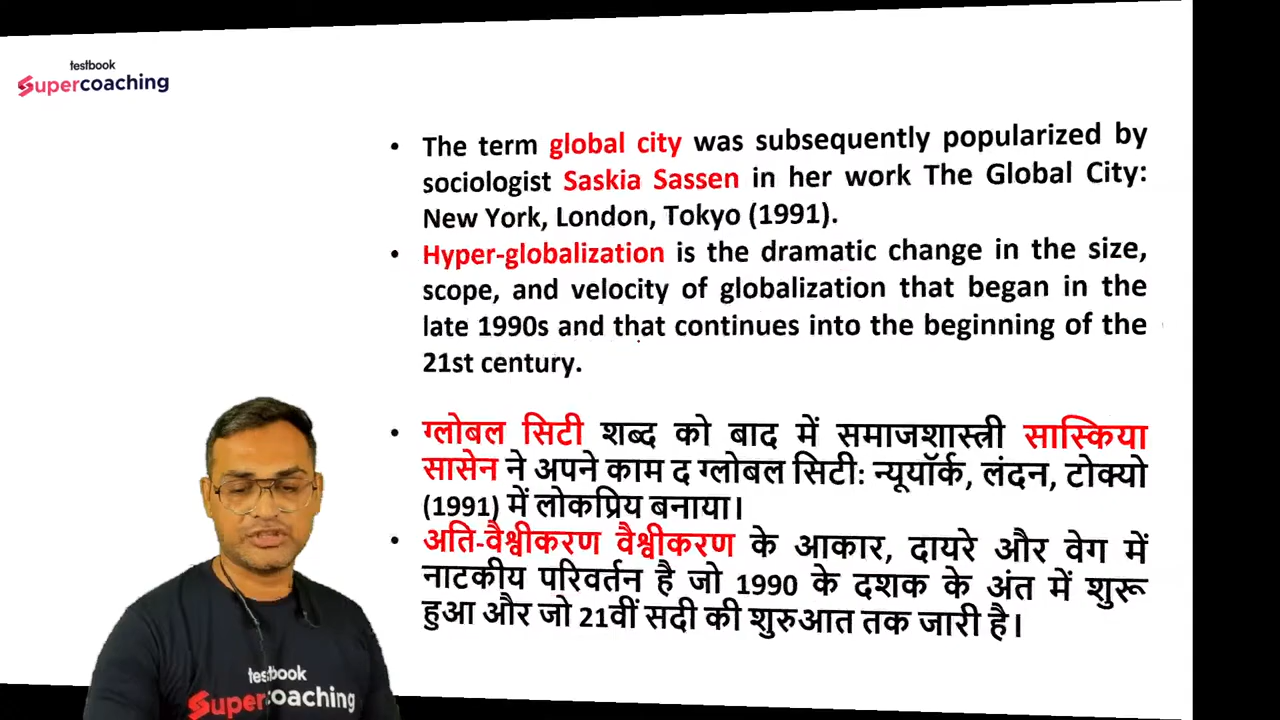 testbook
Supercoaching
• The term global city was subsequently popularized by
sociologist Saskia Sassen in her work The Global City:
New York, London, Tokyo (1991).
• Hyper-globalization is the dramatic change in the size,
scope, and velocity of globalization that began in the
late 1990s and that continues into the beginning of the
21st century.
• ग्लोबल सिटी शब्द को बाद में समाजशास्त्री सास्किया
सासेन ने अपने काम द ग्लोबल सिटी: न्यूयॉर्क, लंदन, टोक्यो
(1991) में लोकप्रिय बनाया।
• अति-वैश्वीकरण वैश्वीकरण के आकार, दायरे और वेग में
नाटकीय परिवर्तन है जो 1990 के दशक के अंत में शुरू
हुआ और जो 21वीं सदी की शुरुआत तक जारी है।
testbook
Supercoaching